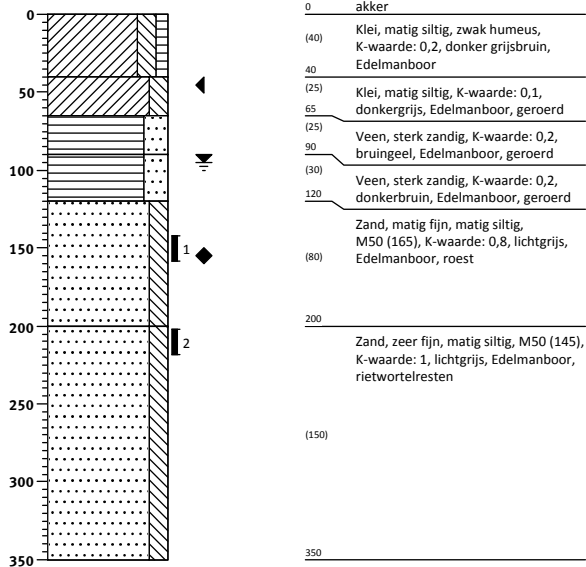 0
50
100
150
200
250
300
350
1
2
0 akker
(40) Klei, matig siltig, zwak humeus,
K-waarde: 0,2, donker grijsbruin,
Edelmanboor
40
(25) Klei, matig siltig, K-waarde: 0,1,
65 donkergrijs, Edelmanboor, geroerd
(25) Veen, sterk zandig, K-waarde: 0,2,
90 bruingeel, Edelmanboor, geroerd
(30) Veen, sterk zandig, K-waarde: 0,2,
120 donkerbruin, Edelmanboor, geroerd
Zand, matig fijn, matig siltig,
M50 (165), K-waarde: 0,8, lichtgrijs,
(80) Edelmanboor, roest
200
Zand, zeer fijn, matig siltig, M50 (145),
K-waarde: 1, lichtgrijs, Edelmanboor,
rietwortelresten
(150)
350